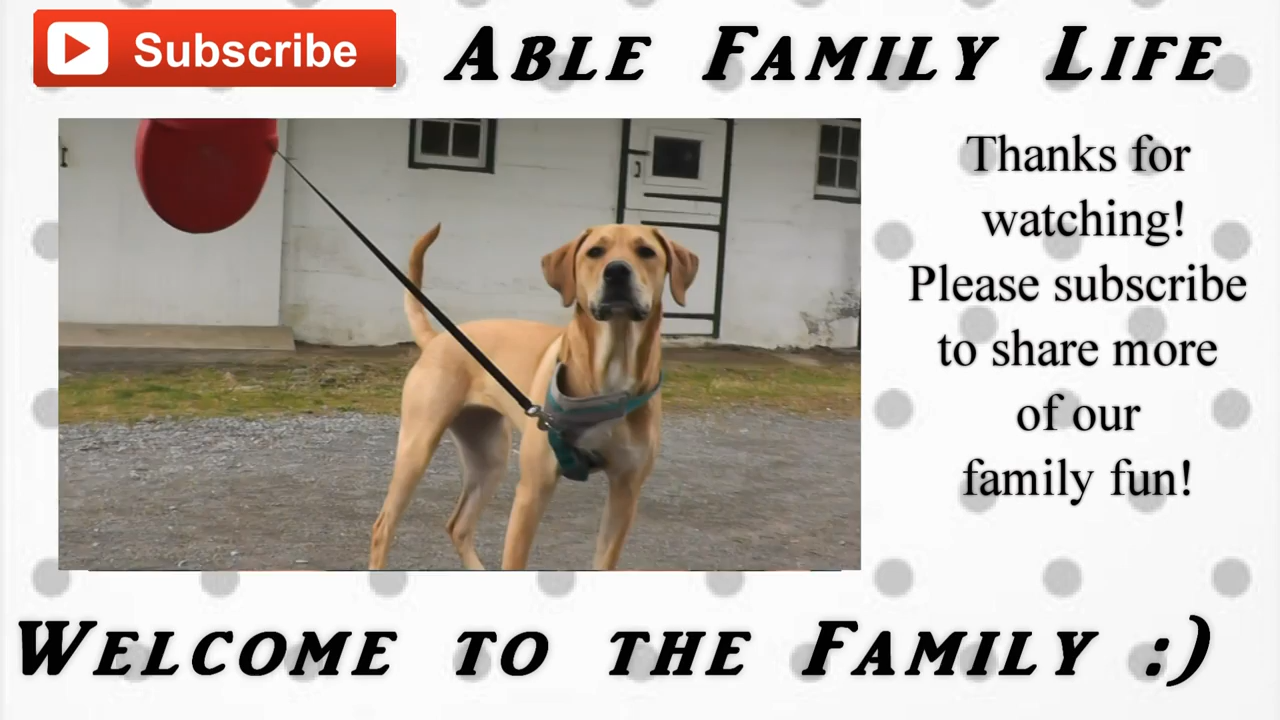 Subscribe
Able Family Life
Thanks for
watching!
Please subscribe
to share more
of our
family fun!
Welcome to the Family :)